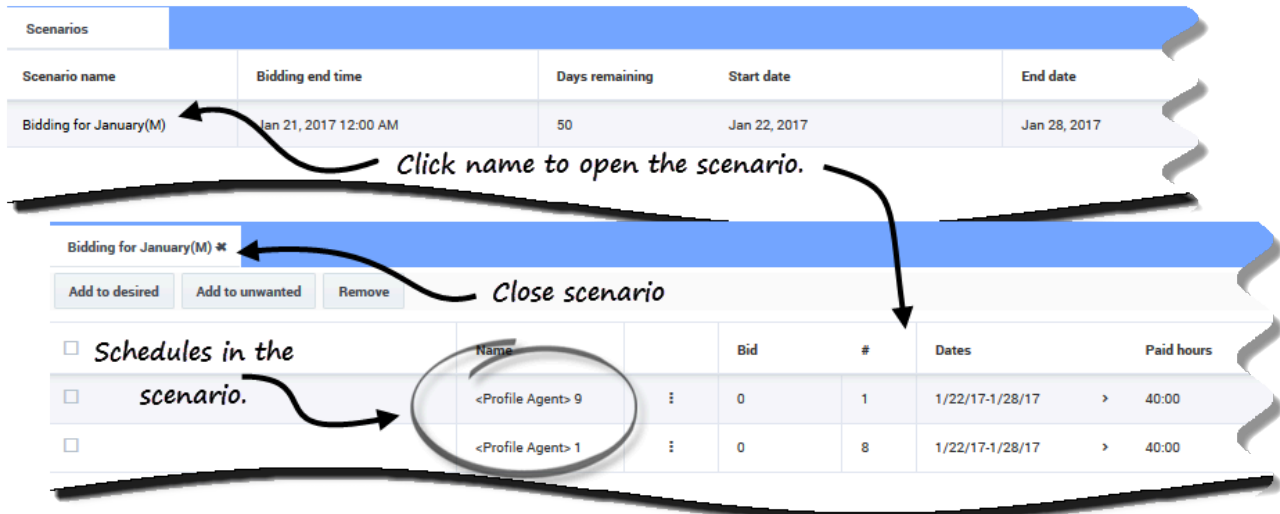 Scenarios
Scenario name Bidding end time Days remaining Start date End date
Bidding for January(M) Jan 21, 2017 12:00 AM 50 Jan 22, 2017 Jan 28, 2017
Click name to open the scenario.
Bidding for January(M) ✖
Add to desired Add to unwanted Remove
Close scenario
Name Bid # Dates Paid hours
Schedules in the
scenario.
<Profile Agent> 9 ⋮ 0 1 1/22/17-1/28/17 > 40:00
<Profile Agent> 1 ⋮ 0 8 1/22/17-1/28/17 > 40:00